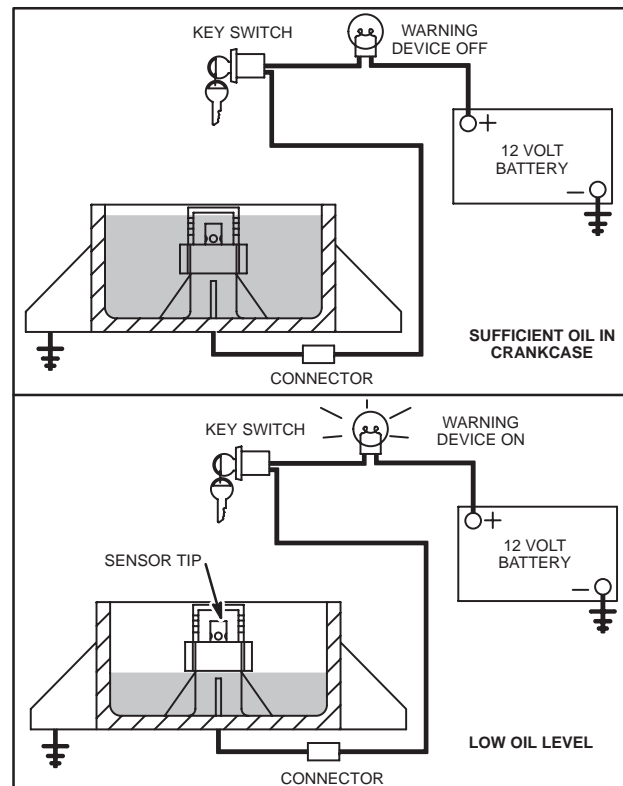 KEY SWITCH
WARNING
DEVICE OFF
+
12 VOLT
BATTERY
–
SUFFICIENT OIL IN
CRANKCASE
CONNECTOR
KEY SWITCH
WARNING
DEVICE ON
+
12 VOLT
BATTERY
–
SENSOR TIP
LOW OIL LEVEL
CONNECTOR